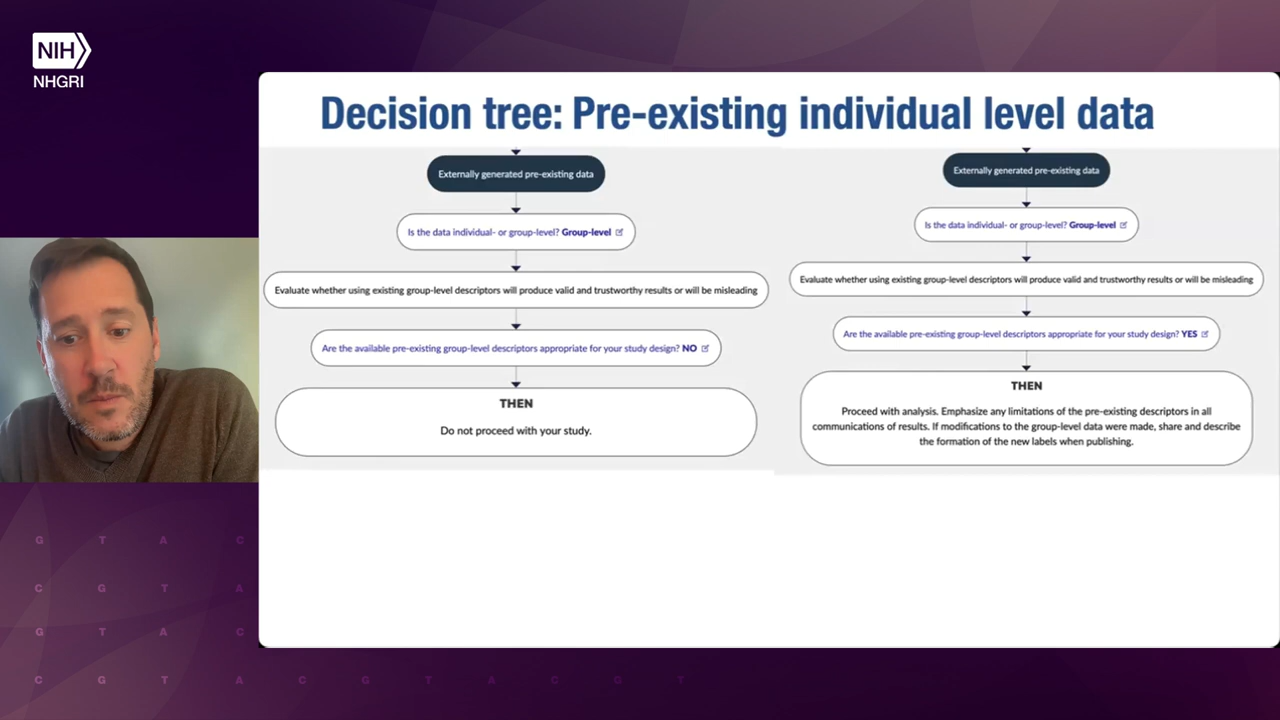 NIH
NHGRI
Decision tree: Pre-existing individual level data
Externally generated pre-existing data
Is the data individual- or group-level? Group-level
Evaluate whether using existing group-level descriptors will produce valid and trustworthy results or will be misleading
Are the available pre-existing group-level descriptors appropriate for your study design? NO
THEN
Do not proceed with your study.
Externally generated pre-existing data
Is the data individual- or group-level? Group-level
Evaluate whether using existing group-level descriptors will produce valid and trustworthy results or will be misleading
Are the available pre-existing group-level descriptors appropriate for your study design? YES
THEN
Proceed with analysis. Emphasize any limitations of the pre-existing descriptors in all
communications of results. If modifications to the group-level data were made, share and describe
the formation of the new labels when publishing.
G T A C
C G T A
G T A C
C G T A C G T A C G T